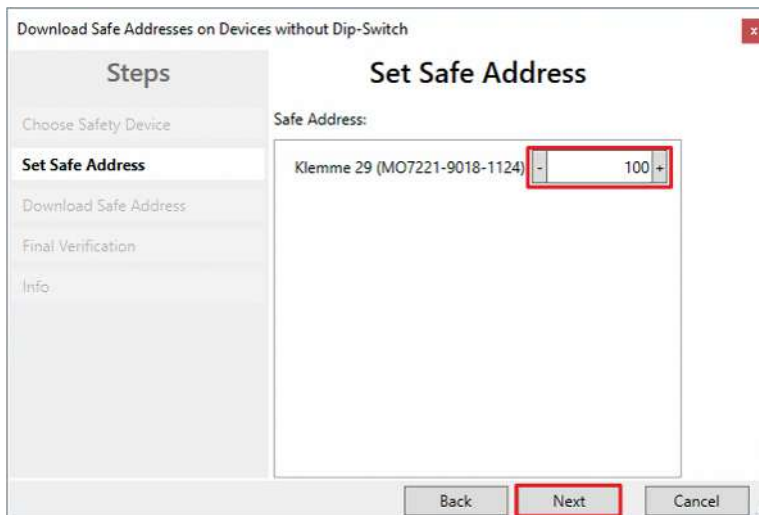 Download Safe Addresses on Devices without Dip-Switch
x
Steps
Choose Safety Device
Set Safe Address
Download Safe Address
Final Verification
Info
Set Safe Address
Safe Address:
Klemme 29 (MO7221-9018-1124) - 100 +
Back Next Cancel